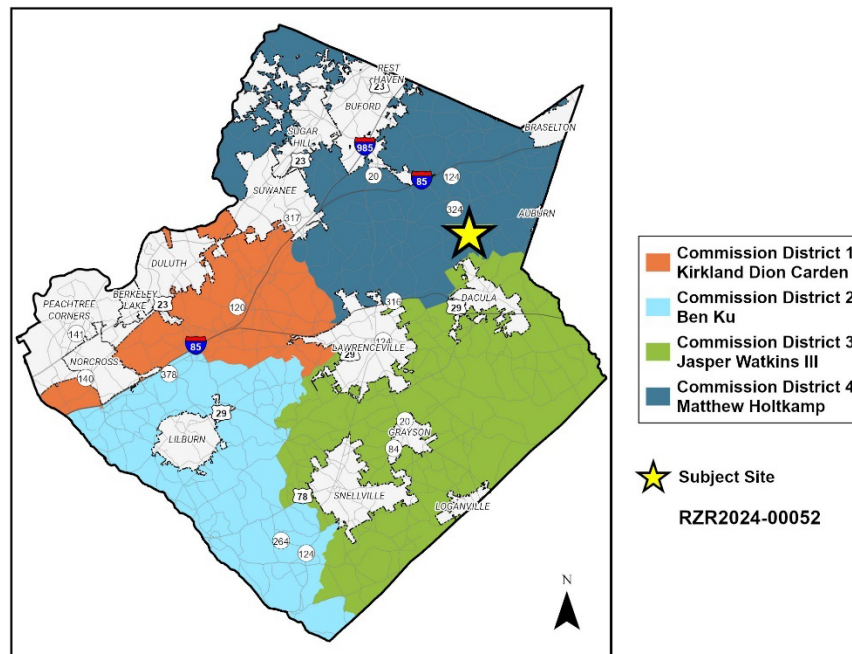 REST
HAVEN
23
BUFORD
BRASELTON
SUGAR
HILL
985
23
20
85
124
SUWANEE
324
AUBURN
317
DULUTH
BERKELEY
LAKE
23
PEACHTREE
CORNERS
120
316
DACULA
29
141
124
LAWRENCEVILLE
29
85
NORCROSS
140
378
29
LILBURN
20
GRAYSON
84
78
SNELLVILLE
LOGANVILLE
264
124
N
Commission District 1
Kirkland Dion Carden
Commission District 2
Ben Ku
Commission District 3
Jasper Watkins III
Commission District 4
Matthew Holtkamp
Subject Site
RZR2024-00052